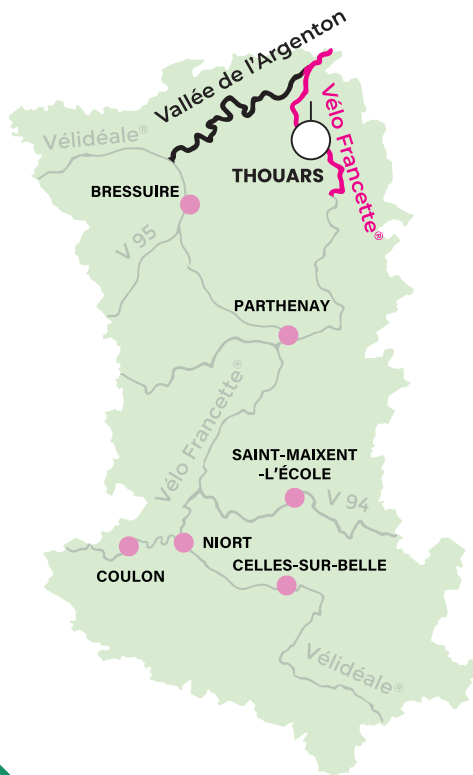 Vallée de l'Argenton
Vélidéale®
Vélo Francette®
THOUARS
BRESSUIRE
V 95
PARTHENAY
Vélo Francette®
SAINT-MAIXENT
-L'ÉCOLE
V 94
NIORT
COULON
CELLES-SUR-BELLE
Vélidéale®